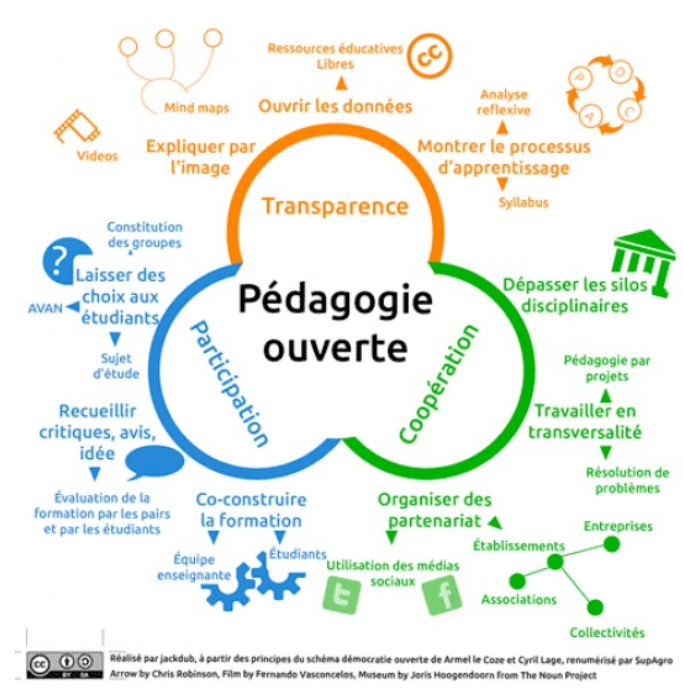 Ressources éducatives
Libres
CC
Mind maps
Ouvrir les données
Analyse
reflexive
P
D
C
A
Videos
Expliquer par
l'image
Montrer le processus
d'apprentissage
Syllabus
Transparence
Constitution
des groupes
?
Laisser des
choix aux
étudiants
AVAN
Sujet
d'étude
Pédagogie
ouverte
Participation
Coopération
Dépasser les silos
disciplinaires
Pédagogie par
projets
Travailler en
transversalité
Résolution de
problèmes
Recueillir
critiques, avis,
idée
Évaluation de la
formation par les pairs
et par les étudiants
Co-construire
la formation
Équipe
enseignante
Étudiants
Organiser des
partenariat
Utilisation des médias
sociaux
t
f
Établissements
Entreprises
Associations
Collectivités
cc
BY SA
Réalisé par jackdub, à partir des principes du schéma démocratie ouverte de Armel le Coze et Cyril Lage, renumérisé par SupAgro
Arrow by Chris Robinson, Film by Fernando Vasconcelos, Museum by Joris Hoogendoorn from The Noun Project